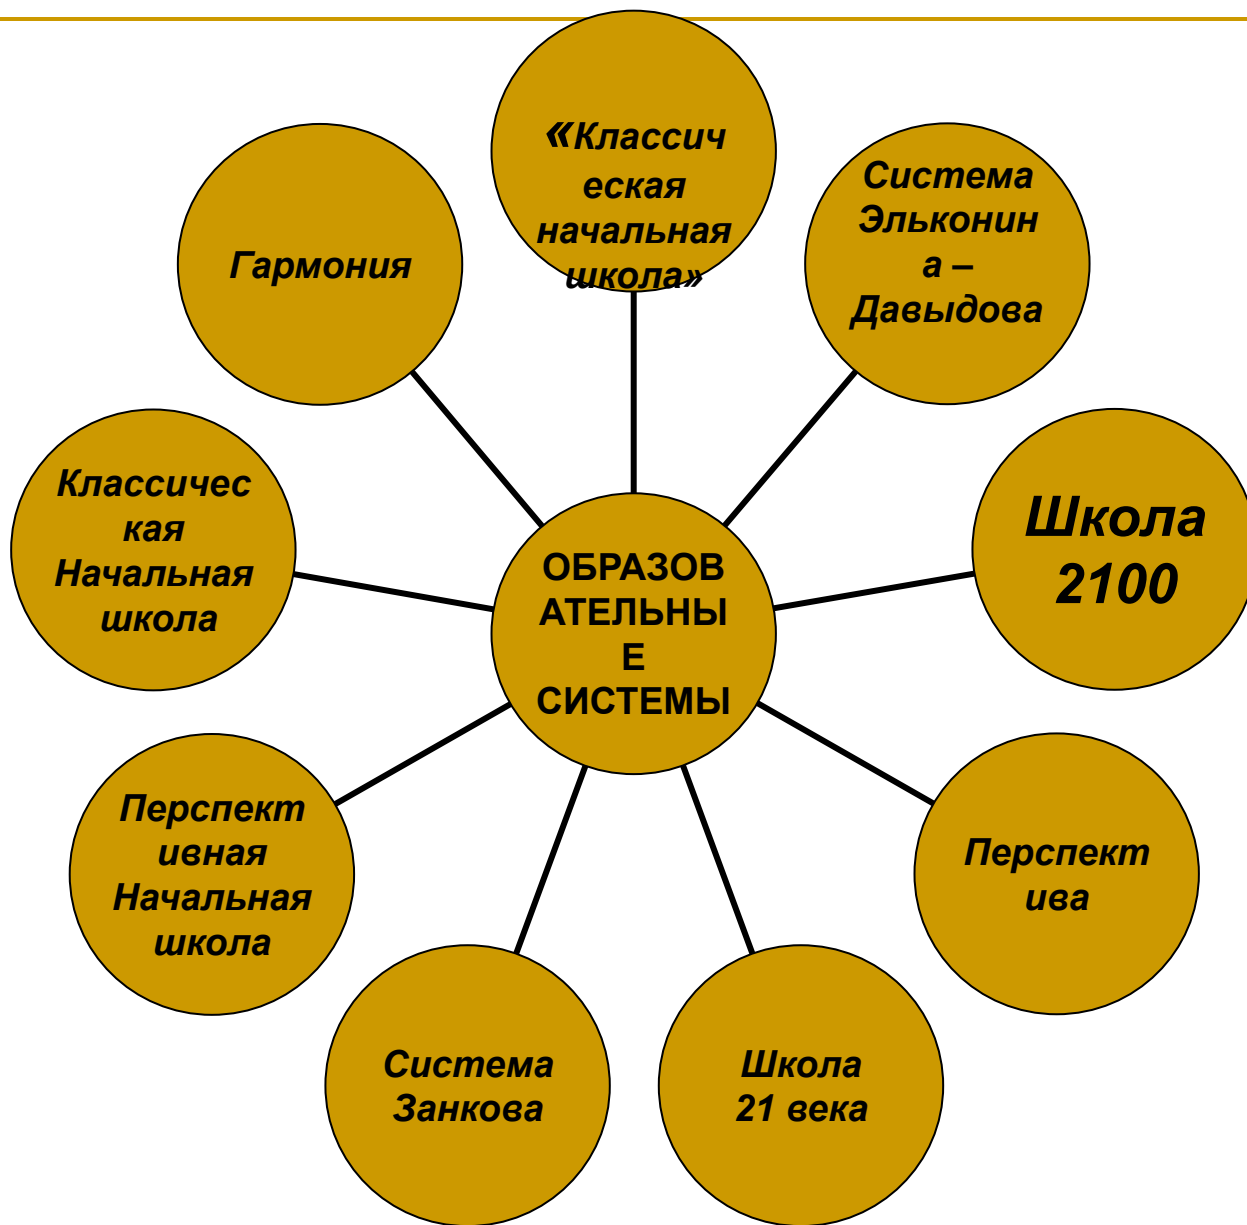 «Классич
еская
начальная
школа»
Система
Эльконин
а –
Давыдова
Школа
2100
Перспект
ива
Школа
21 века
Система
Занкова
Перспект
ивная
Начальная
школа
Классичес
кая
Начальная
школа
Гармония
ОБРАЗОВ
АТЕЛЬНЫ
Е
СИСТЕМЫ